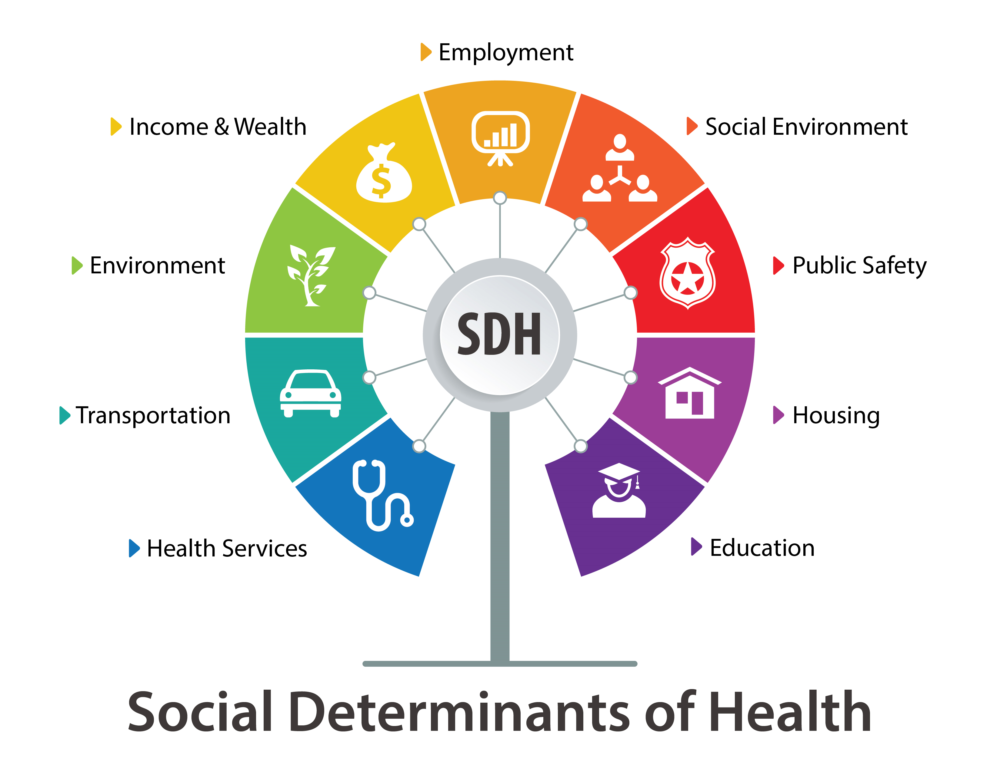 Employment
Income & Wealth
Social Environment
$
Environment
Public Safety
SDH
Transportation
Housing
Health Services
Education
Social Determinants of Health